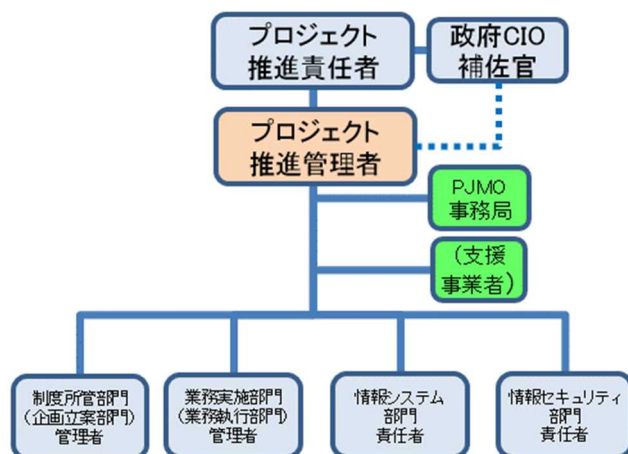 プロジェクト
推進責任者
政府CIO
補佐官
プロジェクト
推進管理者
PJMO
事務局
(支援
事業者)
制度所管部門
(企画立案部門)
管理者
業務実施部門
(業務執行部門)
管理者
情報システム
部門
責任者
情報セキュリティ
部門
責任者